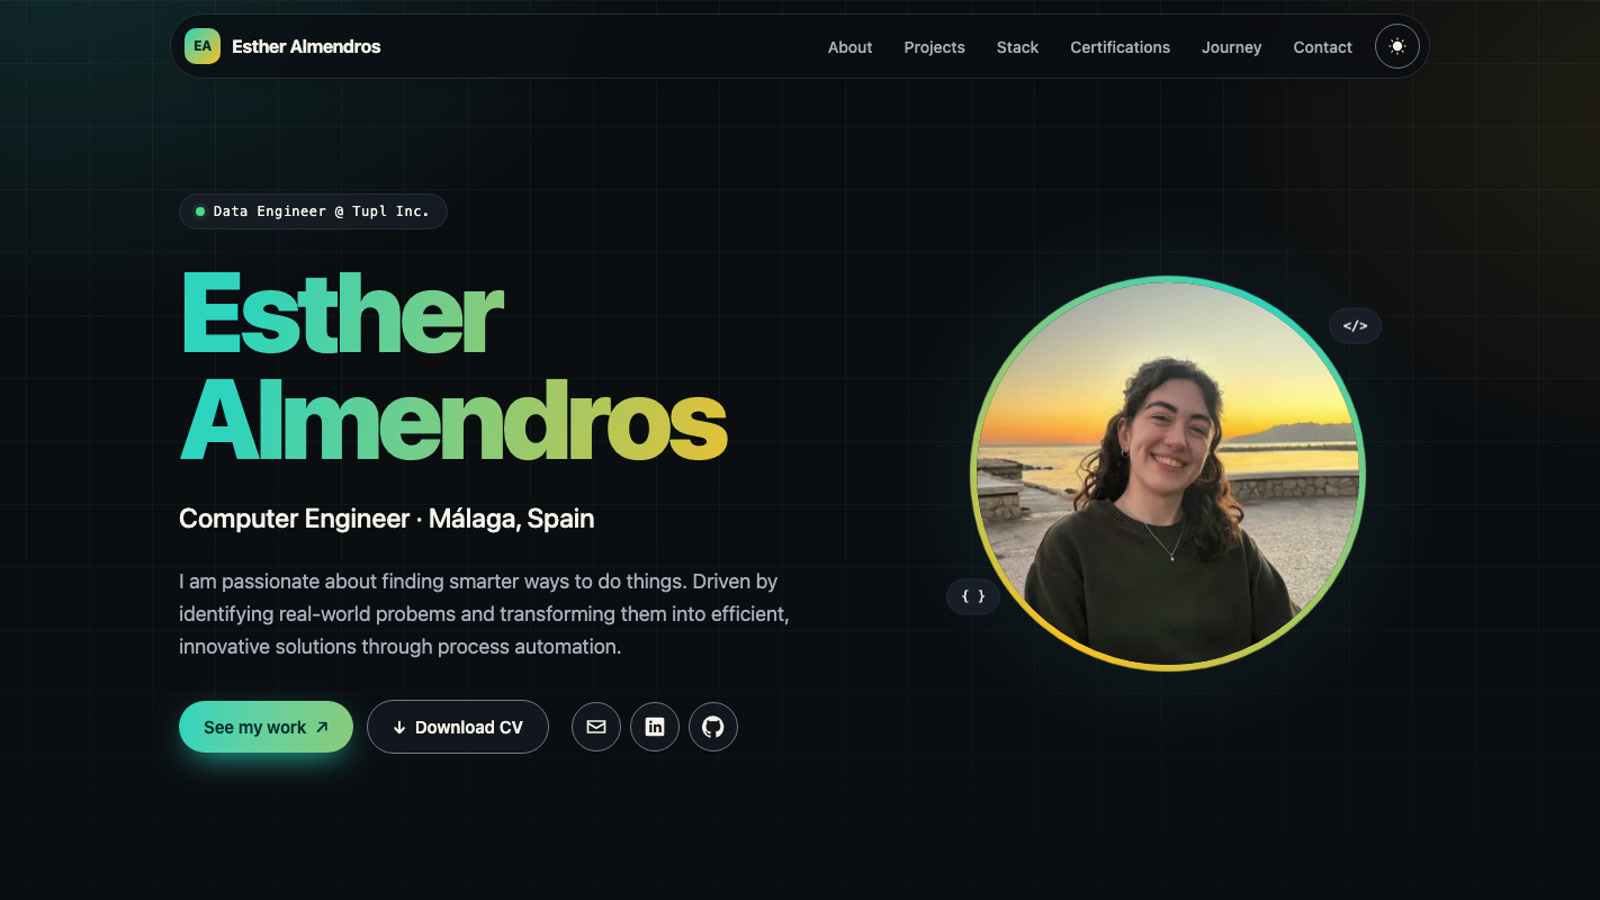 EA Esther Almendros About Projects Stack Certifications Journey Contact
Data Engineer @ Tupl Inc.
Esther
Almendros
Computer Engineer · Málaga, Spain
I am passionate about finding smarter ways to do things. Driven by
identifying real-world probems and transforming them into efficient,
innovative solutions through process automation.
See my work ↗ ↓ Download CV in
</>
{ }